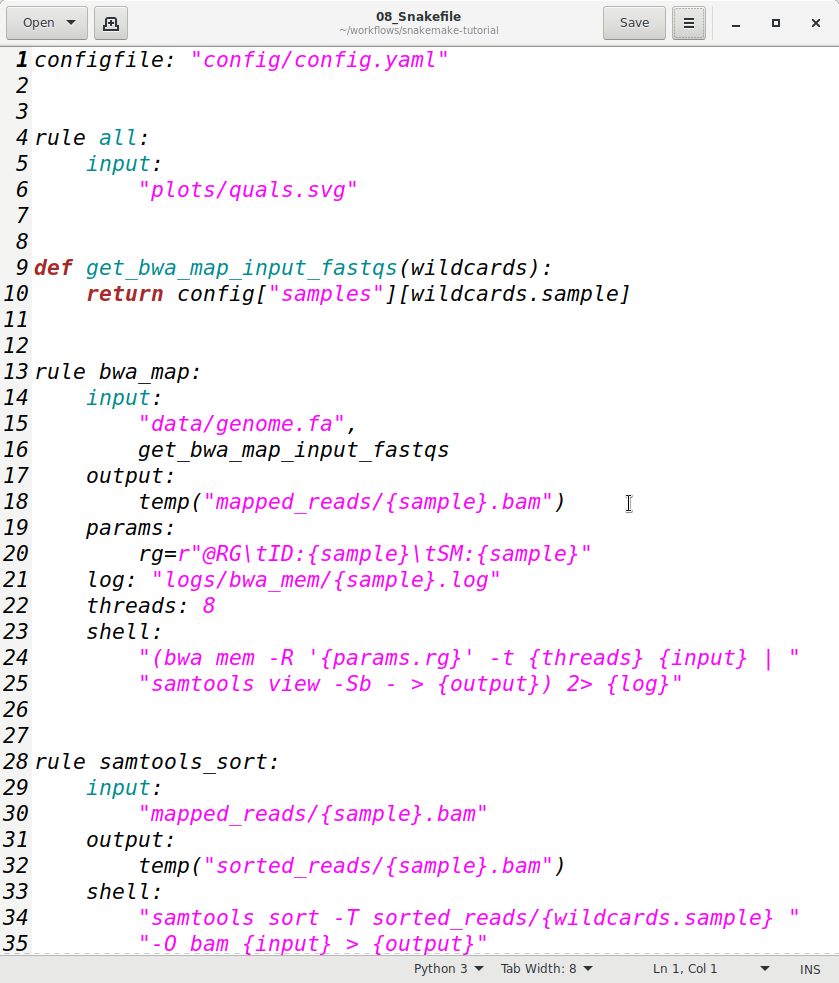 Open
08_Snakefile
~/workflows/snakemake-tutorial
Save
1 configfile: "config/config.yaml"
2
3
4 rule all:
5     input:
6         "plots/quals.svg"
7
8
9 def get_bwa_map_input_fastqs(wildcards):
10     return config["samples"][wildcards.sample]
11
12
13 rule bwa_map:
14     input:
15         "data/genome.fa",
16         get_bwa_map_input_fastqs
17     output:
18         temp("mapped_reads/{sample}.bam")
19     params:
20         rg=r"@RG\tID:{sample}\tSM:{sample}"
21     log: "logs/bwa_mem/{sample}.log"
22     threads: 8
23     shell:
24         "(bwa mem -R '{params.rg}' -t {threads} {input} | "
25         "samtools view -Sb - > {output}) 2> {log}"
26
27
28 rule samtools_sort:
29     input:
30         "mapped_reads/{sample}.bam"
31     output:
32         temp("sorted_reads/{sample}.bam")
33     shell:
34         "samtools sort -T sorted_reads/{wildcards.sample} "
35         "-O bam {input} > {output}"
Python 3 Tab Width: 8 Ln 1, Col 1 INS